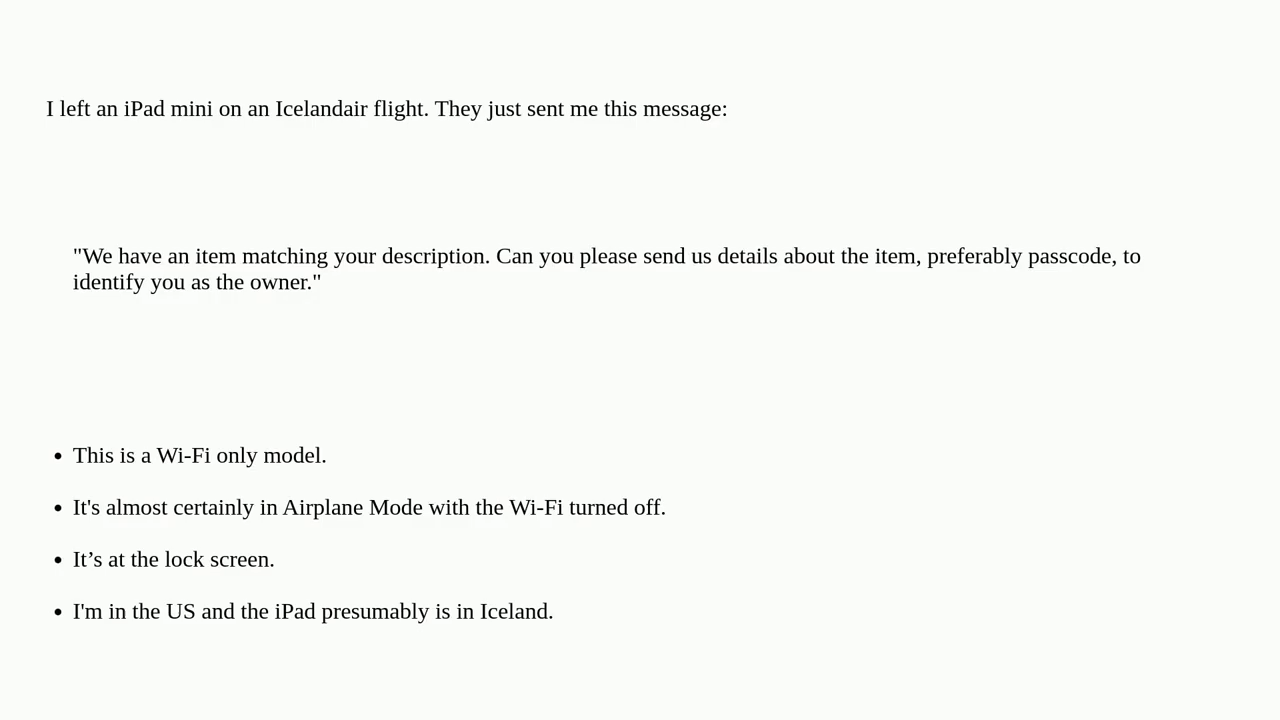 I left an iPad mini on an Icelandair flight. They just sent me this message:
"We have an item matching your description. Can you please send us details about the item, preferably passcode, to
identify you as the owner."
• This is a Wi-Fi only model.
• It's almost certainly in Airplane Mode with the Wi-Fi turned off.
• It’s at the lock screen.
• I'm in the US and the iPad presumably is in Iceland.